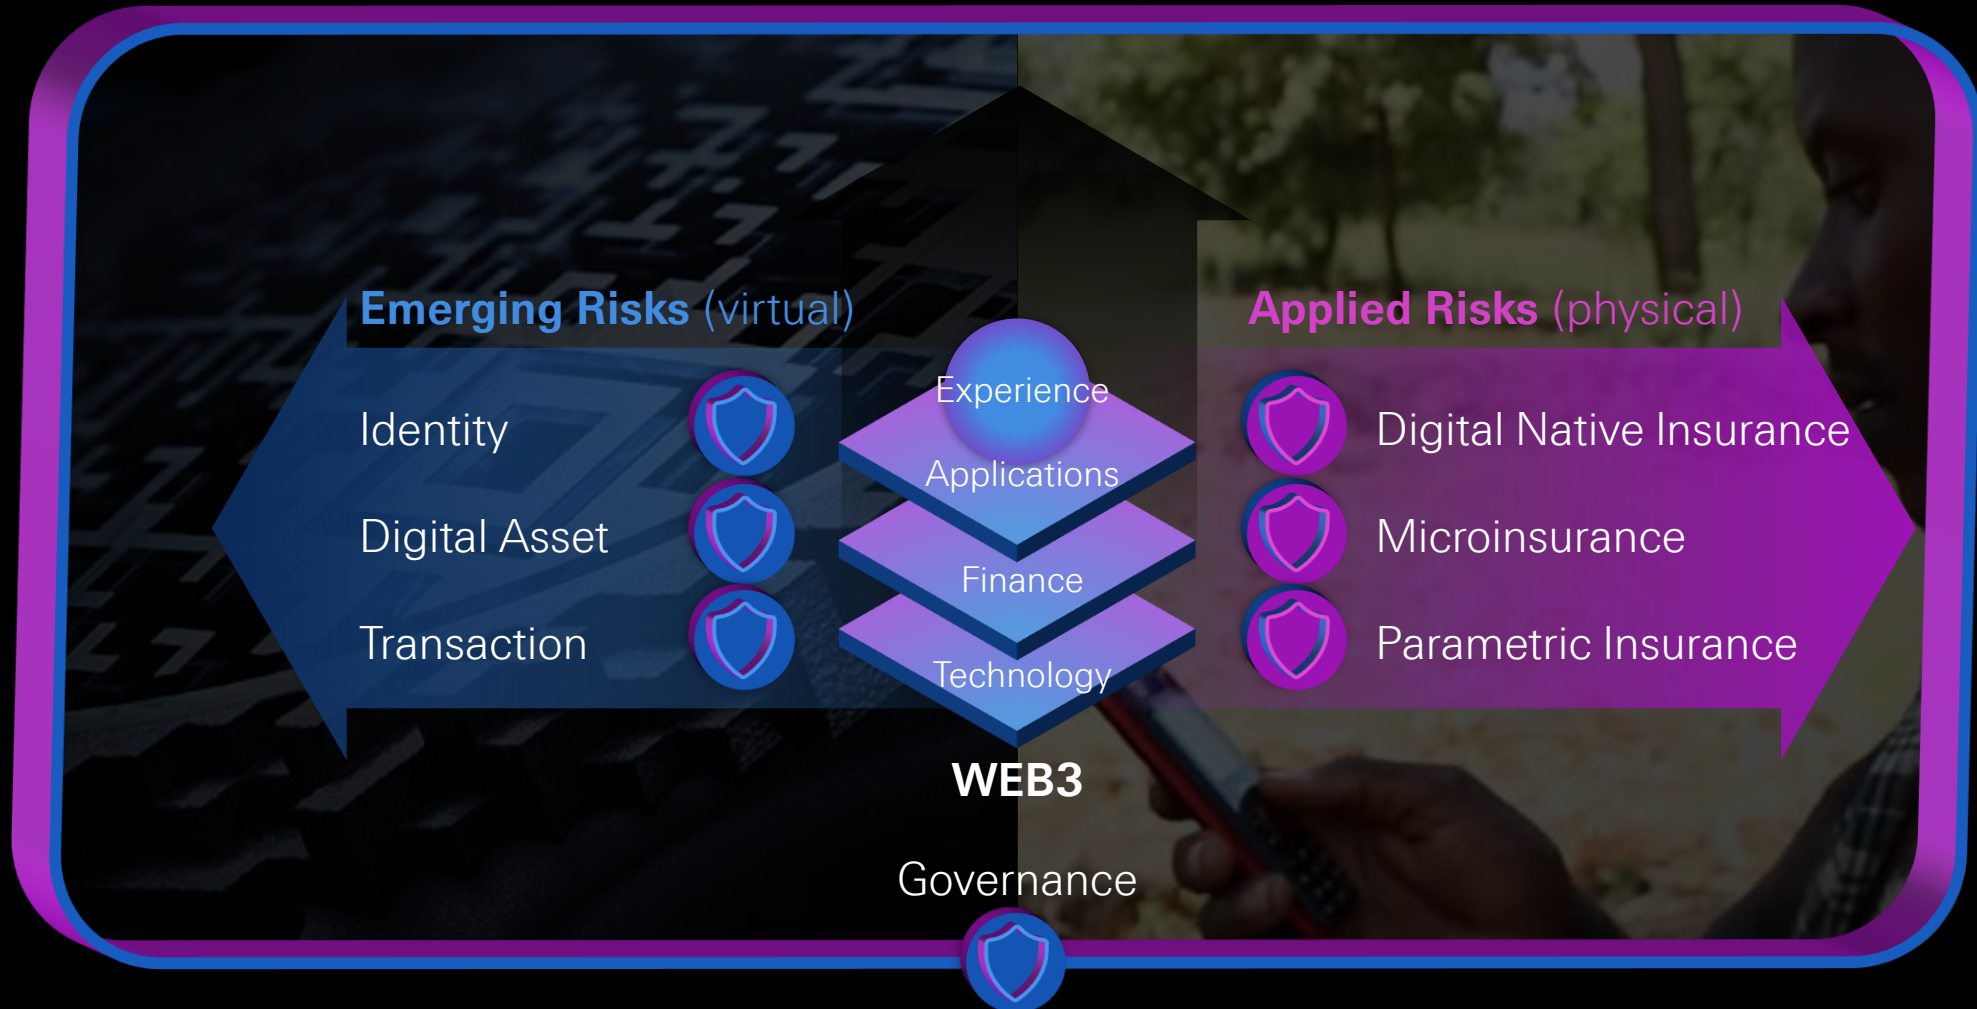 Emerging Risks (virtual)
Identity
Digital Asset
Transaction
Experience
Applications
Finance
Technology
WEB3
Governance
Applied Risks (physical)
Digital Native Insurance
Microinsurance
Parametric Insurance